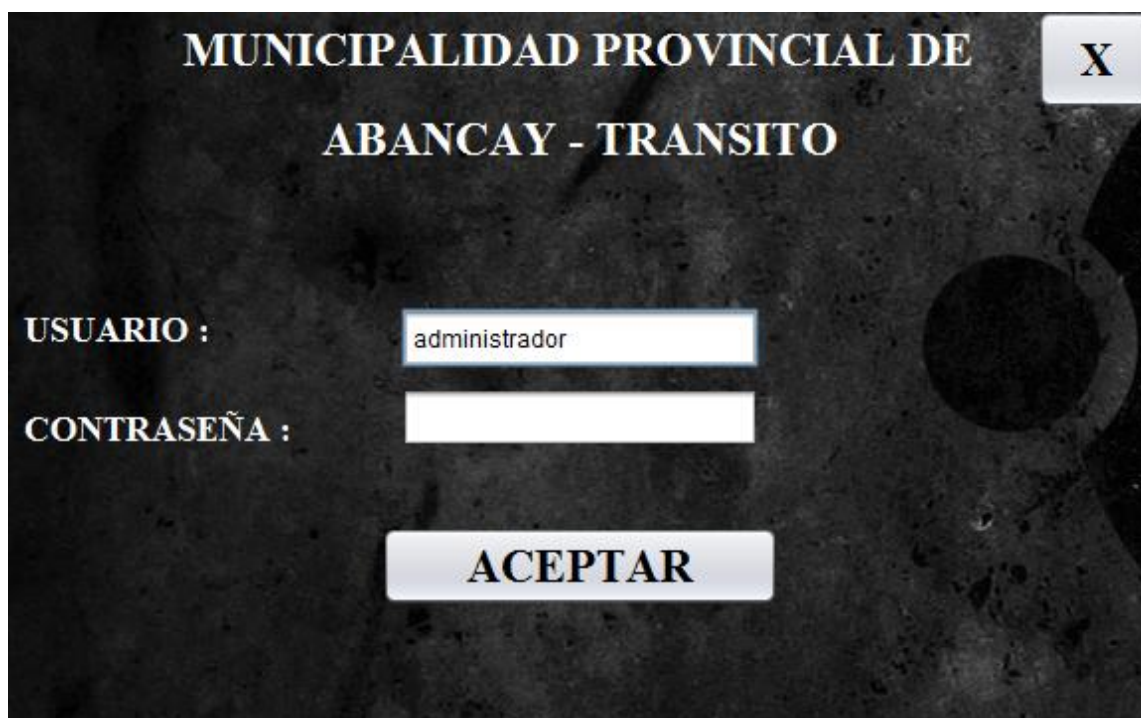 MUNICIPALIDAD PROVINCIAL DE
X
ABANCAY - TRANSITO
USUARIO :
administrador
CONTRASEÑA :
ACEPTAR